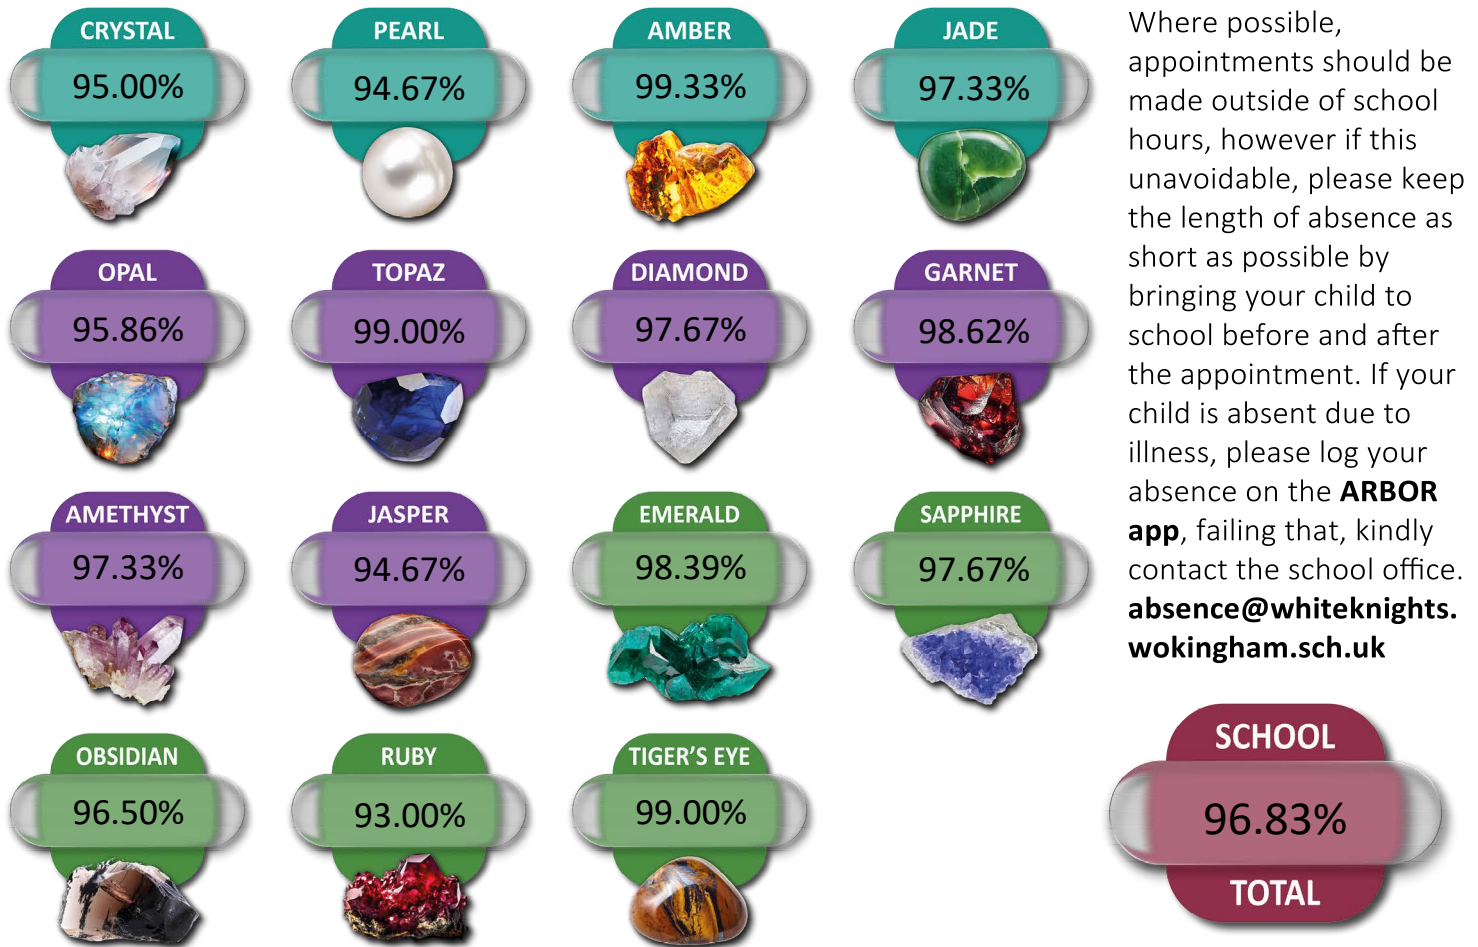 CRYSTAL
95.00%
PEARL
94.67%
AMBER
99.33%
JADE
97.33%
OPAL
95.86%
TOPAZ
99.00%
DIAMOND
97.67%
GARNET
98.62%
AMETHYST
97.33%
JASPER
94.67%
EMERALD
98.39%
SAPPHIRE
97.67%
OBSIDIAN
96.50%
RUBY
93.00%
TIGER'S EYE
99.00%
Where possible,
appointments should be
made outside of school
hours, however if this
unavoidable, please keep
the length of absence as
short as possible by
bringing your child to
school before and after
the appointment. If your
child is absent due to
illness, please log your
absence on the ARBOR
app, failing that, kindly
contact the school office.
absence@whiteknights.
wokingham.sch.uk
SCHOOL
96.83%
TOTAL